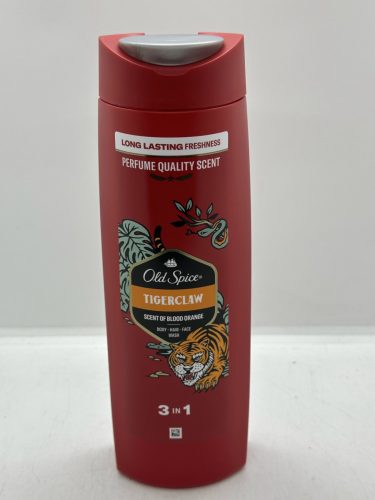 LONG LASTING FRESHNESS
PERFUME QUALITY SCENT
Old Spice
TIGERCLAW
SCENT OF BLOOD ORANGE
BODY - HAIR - FACE
WASH
3 IN 1